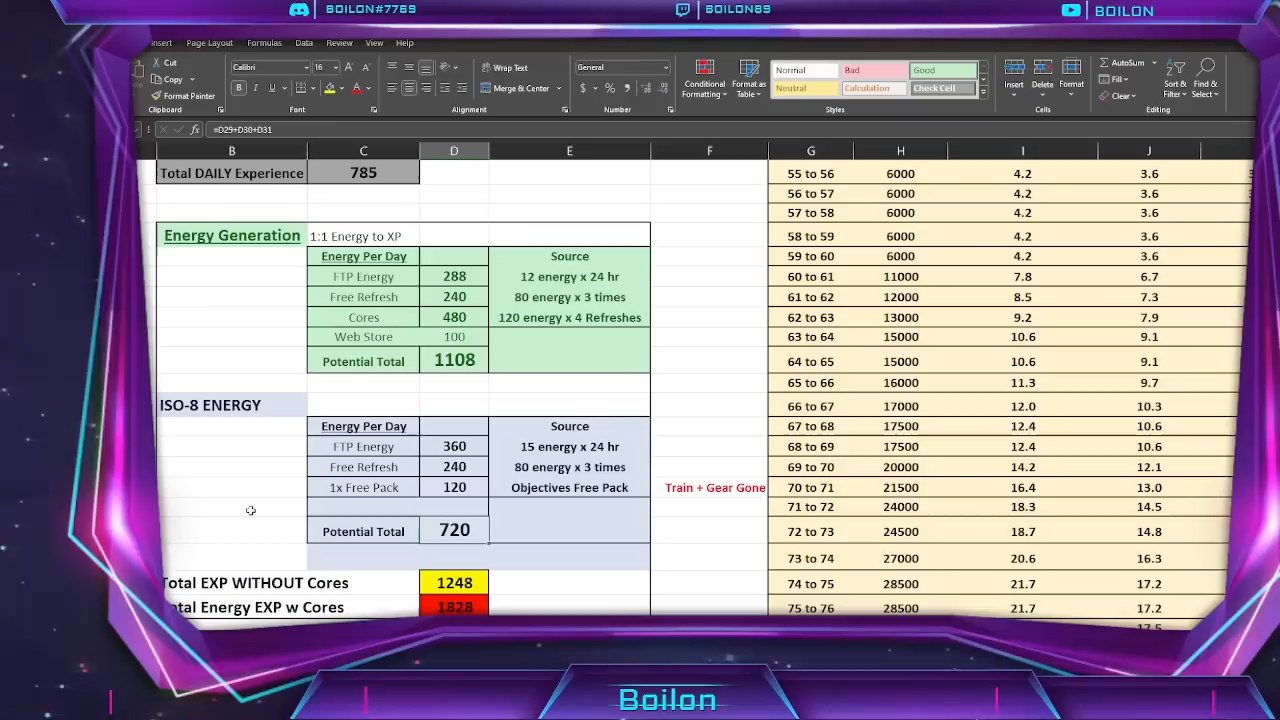 BOILON#7769
BOILON89
BOILON
Page Layout Formulas Data Review View Help
Cut
Copy
Format Painter
Clipboard
Calibri 16
Font
Wrap Text
Merge & Center
Alignment
General
Number
Conditional Formatting
Format as Table
Normal Bad Good
Neutral Calculation Check Cell
Styles
Insert Delete Format
Cells
AutoSum
Fill
Clear
Sort & Filter
Find & Select
Editing
=D29+D30+D31
B C D E F G H I J
Total DAILY Experience 785 55 to 56 6000 4.2 3.6
56 to 57 6000 4.2 3.6
57 to 58 6000 4.2 3.6
Energy Generation 1:1 Energy to XP 58 to 59 6000 4.2 3.6
Energy Per Day Source 59 to 60 6000 4.2 3.6
FTP Energy 288 12 energy x 24 hr 60 to 61 11000 7.8 6.7
Free Refresh 240 80 energy x 3 times 61 to 62 12000 8.5 7.3
Cores 480 120 energy x 4 Refreshes 62 to 63 13000 9.2 7.9
Web Store 100 63 to 64 15000 10.6 9.1
Potential Total 1108 64 to 65 15000 10.6 9.1
65 to 66 16000 11.3 9.7
ISO-8 ENERGY 66 to 67 17000 12.0 10.3
Energy Per Day Source 67 to 68 17500 12.4 10.6
FTP Energy 360 15 energy x 24 hr 68 to 69 17500 12.4 10.6
Free Refresh 240 80 energy x 3 times 69 to 70 20000 14.2 12.1
1x Free Pack 120 Objectives Free Pack Train + Gear Gone 70 to 71 21500 16.4 13.0
71 to 72 24000 18.3 14.5
Potential Total 720 72 to 73 24500 18.7 14.8
73 to 74 27000 20.6 16.3
Total EXP WITHOUT Cores 1248 74 to 75 28500 21.7 17.2
Total Energy EXP w Cores 1828 75 to 76 28500 21.7 17.2
Boilon